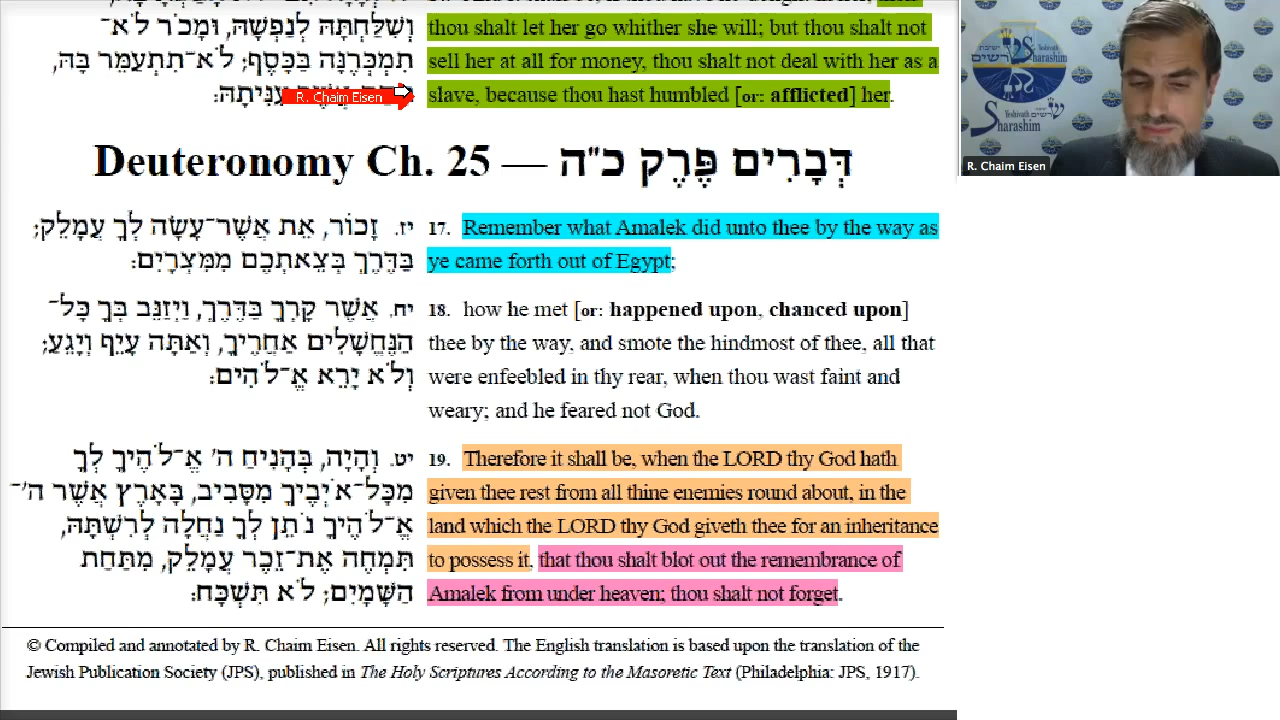 וְשִׁלַּחְתָּהּ לְנַפְשָׁהּ, וּמָכֹר לֹא־
תִמְכְּרֶנָּה בַּכָּסֶף; לֹא־תִתְעַמֵּר בָּהּ,
עִנִּיתָהּ:
R. Chaim Eisen
thou shalt let her go whither she will; but thou shalt not
sell her at all for money, thou shalt not deal with her as a
slave, because thou hast humbled [or: afflicted] her.
Deuteronomy Ch. 25 — דְּבָרִים פֶּרֶק כ"ה
יז. זָכוֹר, אֵת אֲשֶׁר־עָשָׂה לְךָ עֲמָלֵק;
בַּדֶּרֶךְ בְּצֵאתְכֶם מִמִּצְרָיִם:
17. Remember what Amalek did unto thee by the way as
ye came forth out of Egypt;
יח. אֲשֶׁר קָרְךָ בַּדֶּרֶךְ, וַיְזַנֵּב בְּךָ כָּל־
הַנֶּחֱשָׁלִים אַחֲרֶיךָ, וְאַתָּה עָיֵף וְיָגֵעַ;
וְלֹא יָרֵא אֱ־לֹהִים:
18. how he met [or: happened upon, chanced upon]
thee by the way, and smote the hindmost of thee, all that
were enfeebled in thy rear, when thou wast faint and
weary; and he feared not God.
יט. וְהָיָה, בְּהָנִיחַ ה' אֱ־לֹהֶיךָ לְךָ
מִכָּל־אֹיְבֶיךָ מִסָּבִיב, בָּאָרֶץ אֲשֶׁר ה'־
אֱ־לֹהֶיךָ נֹתֵן לְךָ נַחֲלָה לְרִשְׁתָּהּ,
תִּמְחֶה אֶת־זֵכֶר עֲמָלֵק, מִתַּחַת
הַשָּׁמָיִם; לֹא תִּשְׁכָּח:
19. Therefore it shall be, when the LORD thy God hath
given thee rest from all thine enemies round about, in the
land which the LORD thy God giveth thee for an inheritance
to possess it, that thou shalt blot out the remembrance of
Amalek from under heaven; thou shalt not forget.
© Compiled and annotated by R. Chaim Eisen. All rights reserved. The English translation is based upon the translation of the
Jewish Publication Society (JPS), published in The Holy Scriptures According to the Masoretic Text (Philadelphia: JPS, 1917).
ישיבת
שרשים
Yeshivath
Sharashim
Yeshivath שרשים
Sharashim
R. Chaim Eisen